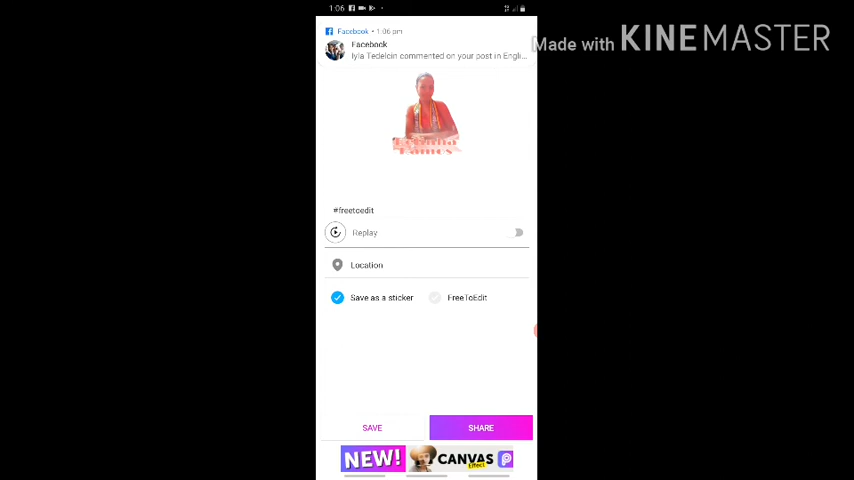 1:06
Facebook • 1:06 pm
Facebook
Iyla Tedelcin commented on your post in Engli...
Made with KINEMASTER
#freetoedit
Replay
Location
Save as a sticker
FreeToEdit
SAVE
SHARE
NEW!
CANVAS
Effect